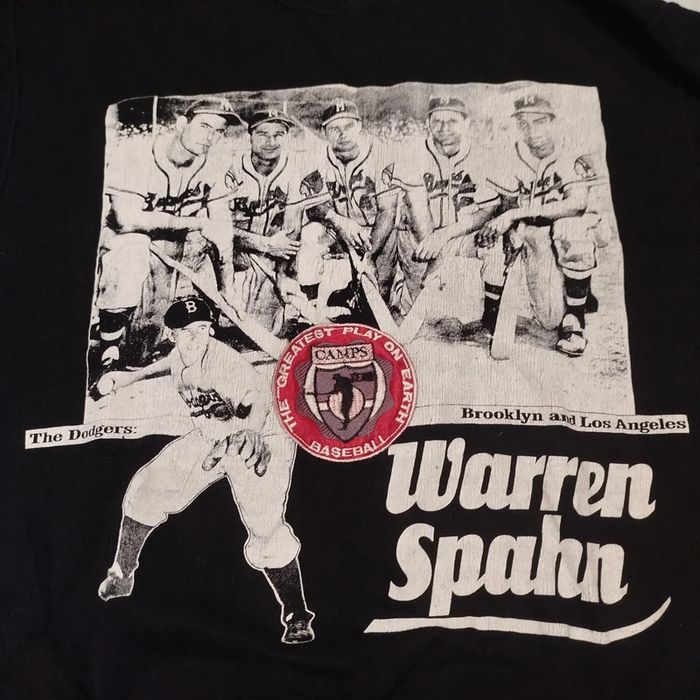 THE GREATEST PLAY ON EARTH
CAMPS
BASEBALL
B
The Dodgers:
Brooklyn and Los Angeles
Warren
Spahn